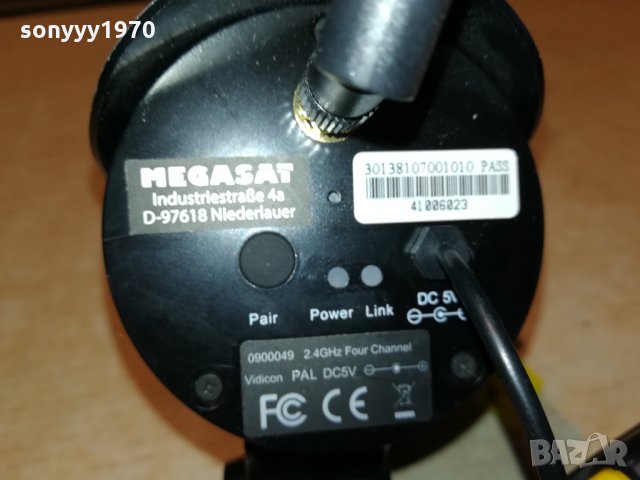 sonyyy1970
MEGASAT
Industriestraße 4a
D-97618 Niederlauer
30138107001010 PASS
41006023
Pair
Power
Link
DC 5V
0900049 2.4GHz Four Channel
Vidicon PAL DC5V
FC CE
BAZAR